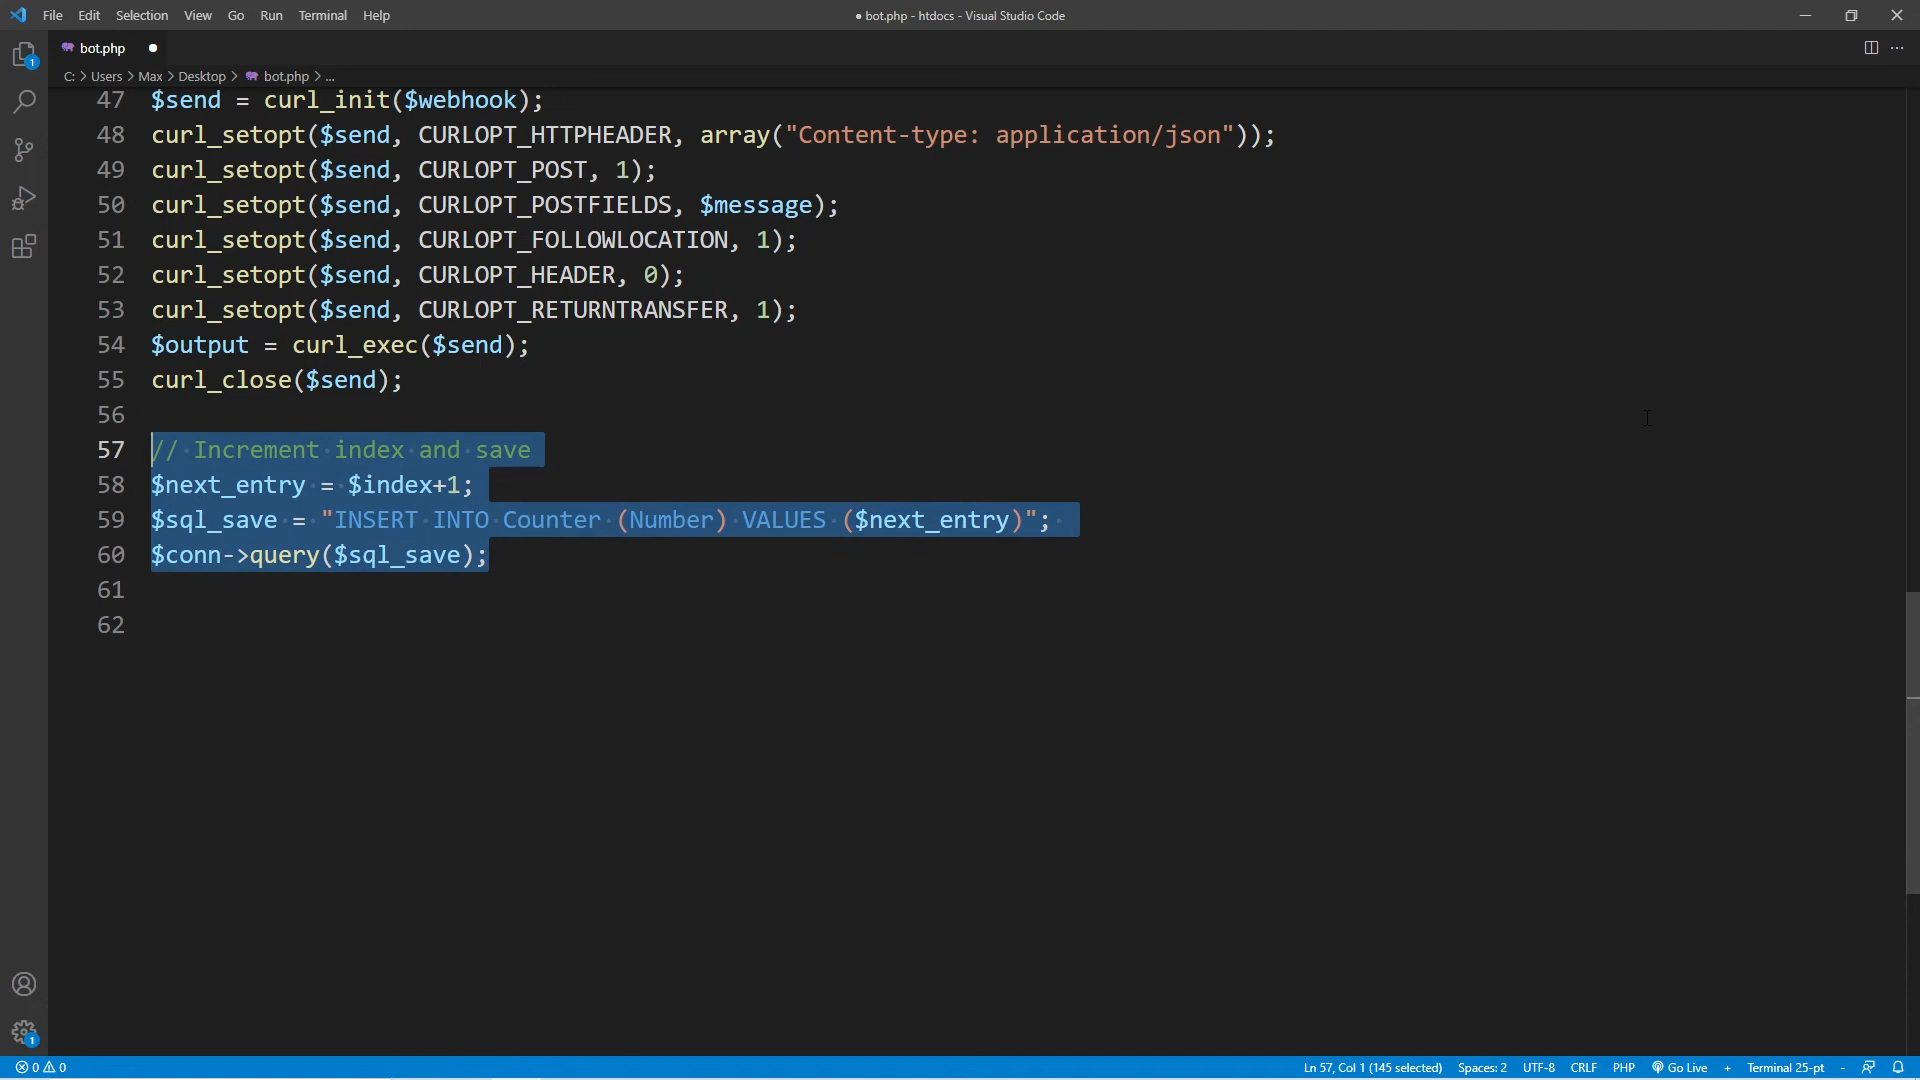 File Edit Selection View Go Run Terminal Help
● bot.php - htdocs - Visual Studio Code
bot.php ●
C: > Users > Max > Desktop > bot.php > ...
47 $send = curl_init($webhook);
48 curl_setopt($send, CURLOPT_HTTPHEADER, array("Content-type: application/json"));
49 curl_setopt($send, CURLOPT_POST, 1);
50 curl_setopt($send, CURLOPT_POSTFIELDS, $message);
51 curl_setopt($send, CURLOPT_FOLLOWLOCATION, 1);
52 curl_setopt($send, CURLOPT_HEADER, 0);
53 curl_setopt($send, CURLOPT_RETURNTRANSFER, 1);
54 $output = curl_exec($send);
55 curl_close($send);
56
57 // Increment index and save
58 $next_entry = $index+1;
59 $sql_save = "INSERT INTO Counter (Number) VALUES ($next_entry)";
60 $conn->query($sql_save);
61
62
1
1
0 0
Ln 57, Col 1 (145 selected) Spaces: 2 UTF-8 CRLF PHP Go Live + Terminal 25-pt -